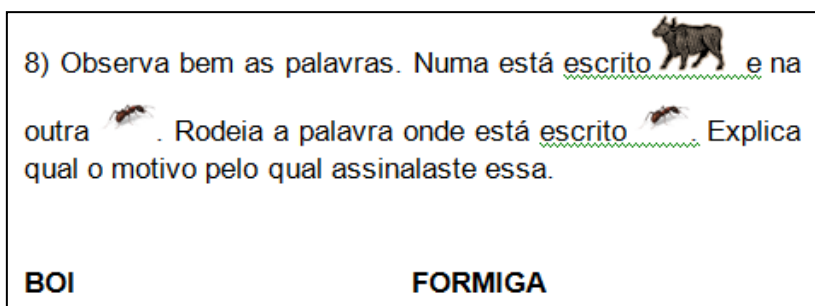 8) Observa bem as palavras. Numa está escrito e na
outra . Rodeia a palavra onde está escrito . Explica
qual o motivo pelo qual assinalaste essa.
BOI FORMIGA